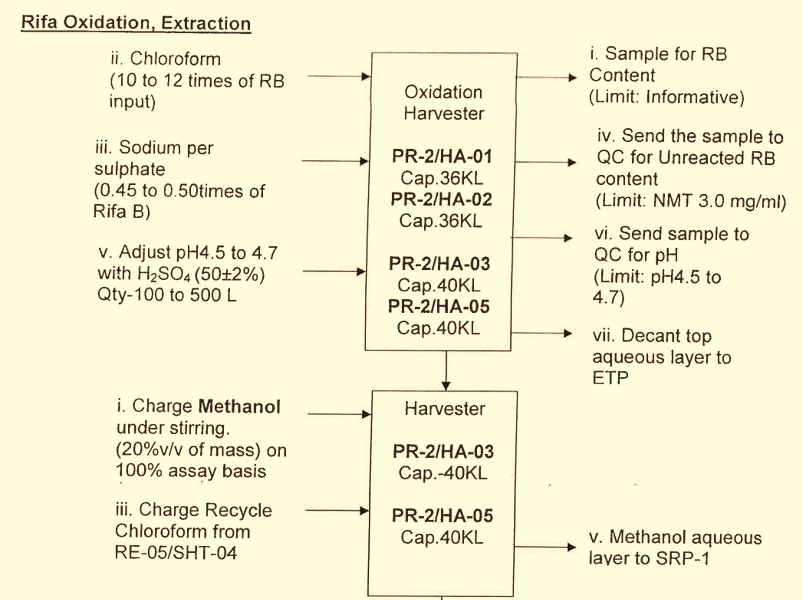 Rifa Oxidation, Extraction
ii. Chloroform
(10 to 12 times of RB
input)
iii. Sodium per
sulphate
(0.45 to 0.50times of
Rifa B)
v. Adjust pH4.5 to 4.7
with H₂SO₄ (50±2%)
Qty-100 to 500 L
Oxidation
Harvester
PR-2/HA-01
Cap.36KL
PR-2/HA-02
Cap.36KL
PR-2/HA-03
Cap.40KL
PR-2/HA-05
Cap.40KL
i. Sample for RB
Content
(Limit: Informative)
iv. Send the sample to
QC for Unreacted RB
content
(Limit: NMT 3.0 mg/ml)
vi. Send sample to
QC for pH
(Limit: pH4.5 to
4.7)
vii. Decant top
aqueous layer to
ETP
i. Charge Methanol
under stirring.
(20%v/v of mass) on
100% assay basis
iii. Charge Recycle
Chloroform from
RE-05/SHT-04
Harvester
PR-2/HA-03
Cap.-40KL
PR-2/HA-05
Cap.40KL
v. Methanol aqueous
layer to SRP-1